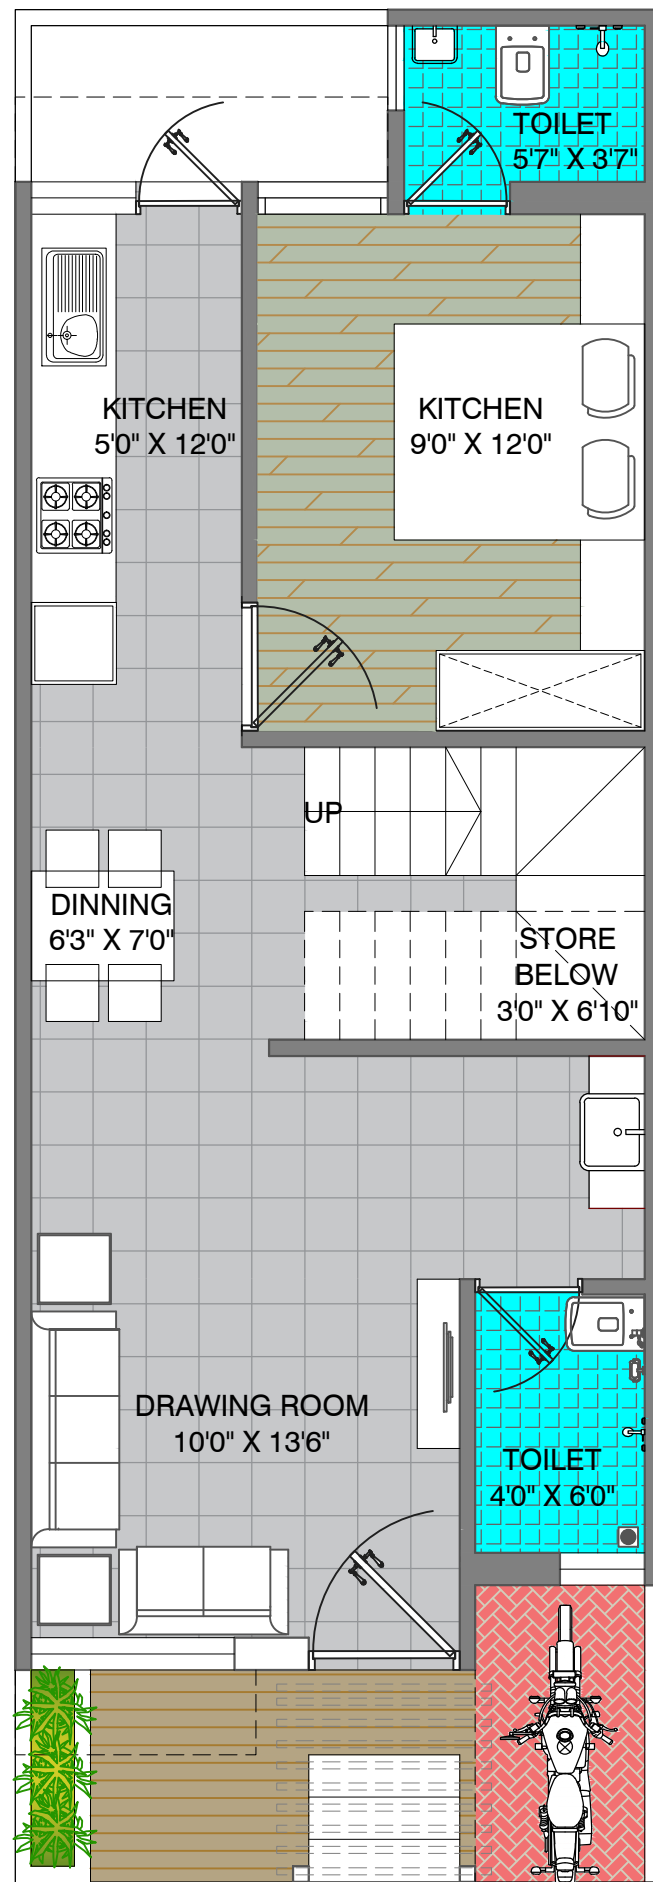 TOILET
5'7" X 3'7"
KITCHEN
5'0" X 12'0"
KITCHEN
9'0" X 12'0"
UP
DINNING
6'3" X 7'0"
STORE
BELOW
3'0" X 6'10"
DRAWING ROOM
10'0" X 13'6"
TOILET
4'0" X 6'0"